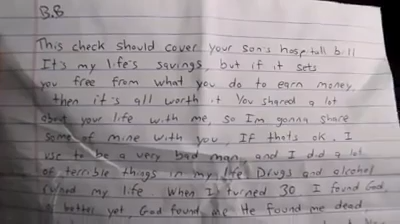 B.B
This check should cover your son's hospitall bill
It's my life's savings, but if it sets
you free from what you do to earn money
then it's all worth it You shared a lot
about your life with me, so I'm gonna share
some of mine with you, If thats ok. I
use to be a very bad man, and I did a lot
of terrible things in my life Drugs and alcohol
ruined my life When I turned 30 I found God
better yet, God found me He found me dead